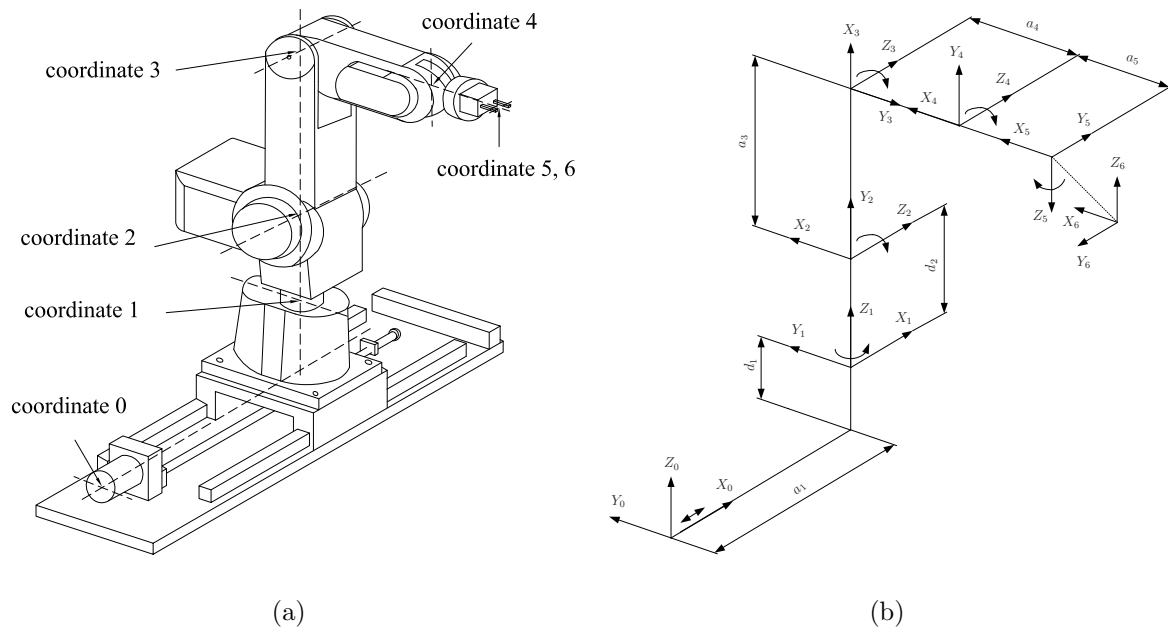 coordinate 3
coordinate 4
coordinate 5, 6
coordinate 2
coordinate 1
coordinate 0
(a)
X₃
Z₃
a₄
a₅
Y₄
Z₄
X₄
Y₃
X₅
Y₅
a₃
Z₆
Z₅
X₆
Y₆
Y₂
Z₂
X₂
d₂
Z₁
Y₁
X₁
d₁
Z₀
X₀
Y₀
a₁
(b)